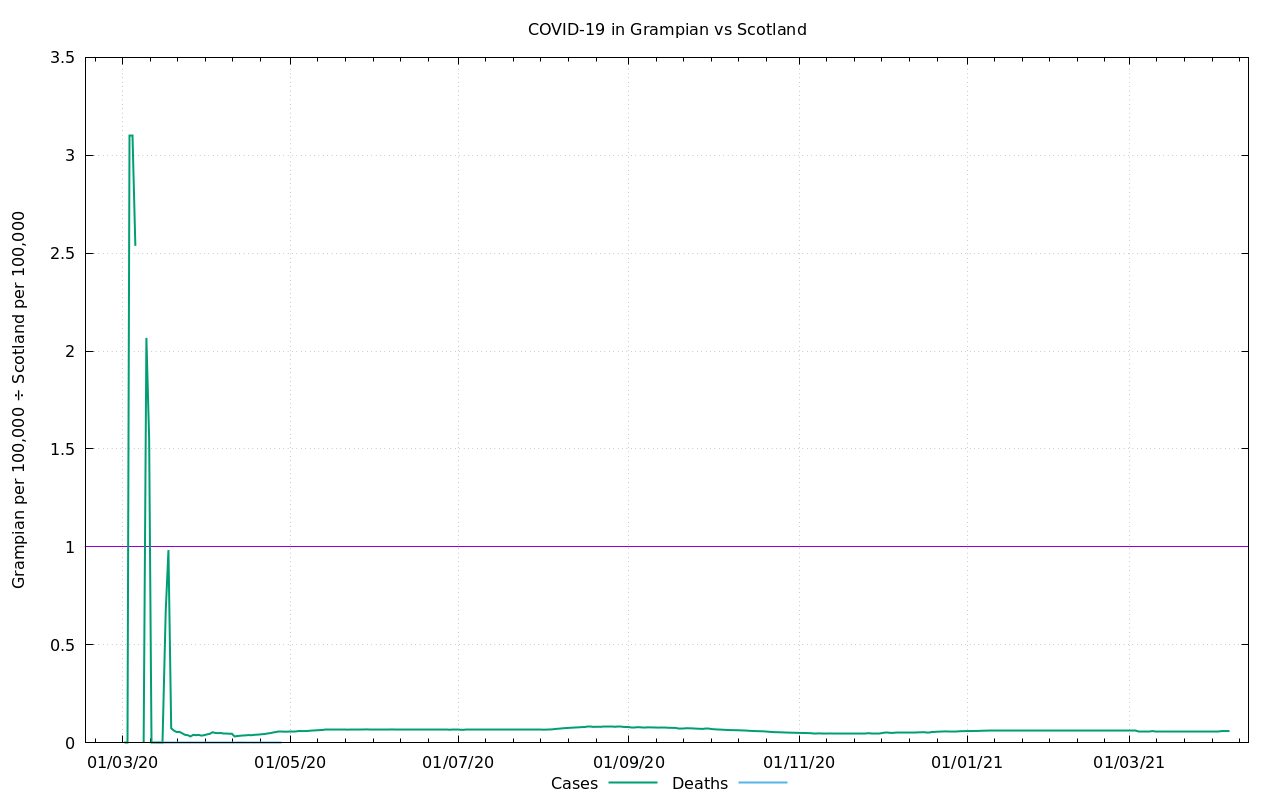 COVID-19 in Grampian vs Scotland
Grampian per 100,000 ÷ Scotland per 100,000
3.5
3
2.5
2
1.5
1
0.5
0
01/03/20 01/05/20 01/07/20 01/09/20 01/11/20 01/01/21 01/03/21
Cases Deaths